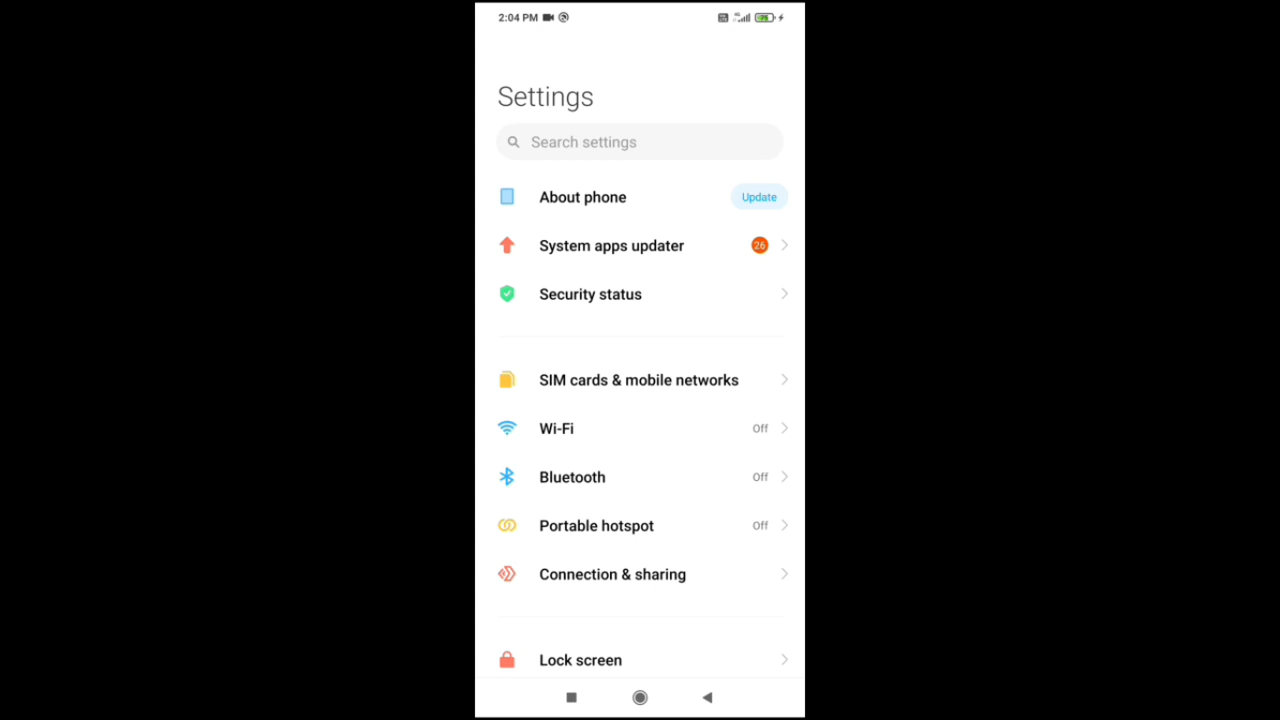 2:04 PM
Settings
Search settings
About phone
Update
System apps updater
26
Security status
SIM cards & mobile networks
Wi-Fi
Off
Bluetooth
Off
Portable hotspot
Off
Connection & sharing
Lock screen